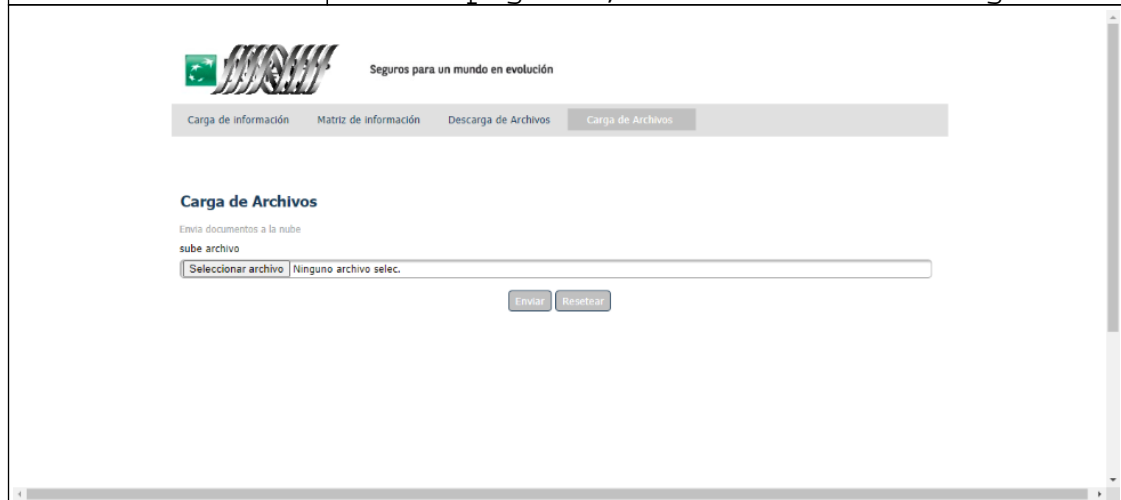 Seguros para un mundo en evolución
Carga de información Matriz de información Descarga de Archivos Carga de Archivos
Carga de Archivos
Envia documentos a la nube
sube archivo
Seleccionar archivo Ninguno archivo selec.
Enviar Resetear